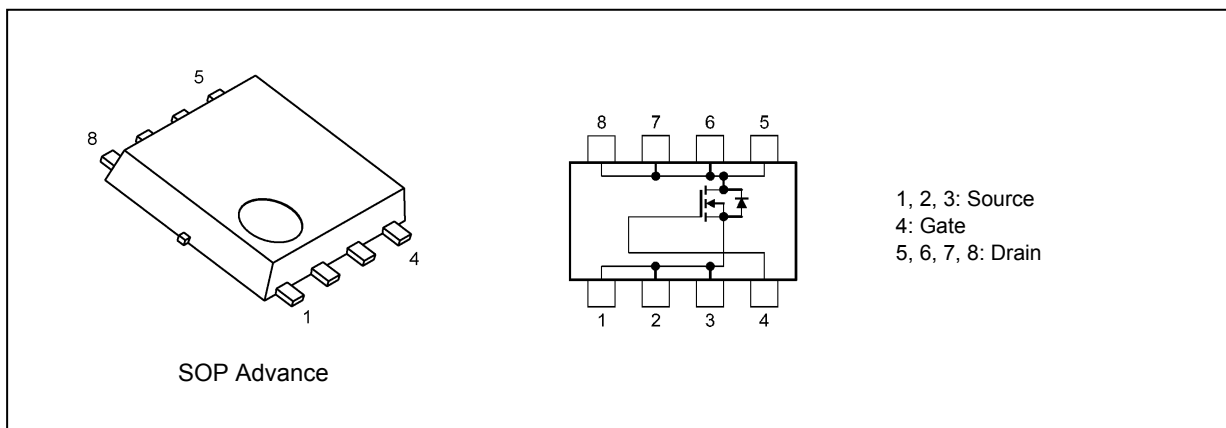 5
8
4
1
SOP Advance
8 7 6 5
1 2 3 4
1, 2, 3: Source
4: Gate
5, 6, 7, 8: Drain